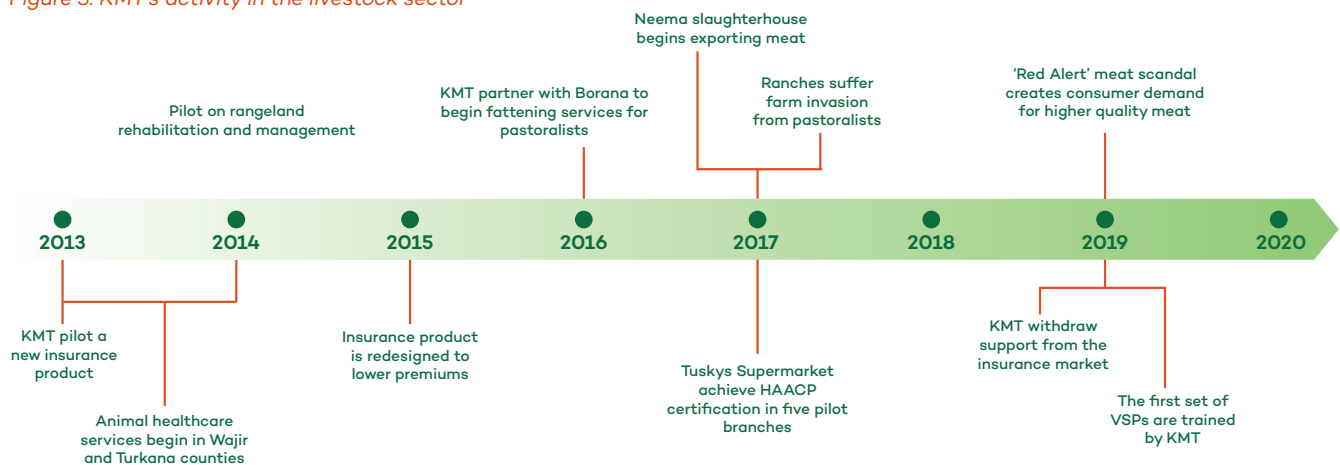 Figure 5. KMT's activity in the livestock sector
Neema slaughterhouse
begins exporting meat
Pilot on rangeland
rehabilitation and management
KMT partner with Borana to
begin fattening services for
pastoralists
Ranches suffer
farm invasion
from pastoralists
'Red Alert' meat scandal
creates consumer demand
for higher quality meat
2013
2014
2015
2016
2017
2018
2019
2020
KMT pilot a
new insurance
product
Animal healthcare
services begin in Wajir
and Turkana counties
Insurance product
is redesigned to
lower premiums
Tuskys Supermarket
achieve HAACP
certification in five pilot
branches
KMT withdraw
support from the
insurance market
The first set of
VSPs are trained
by KMT